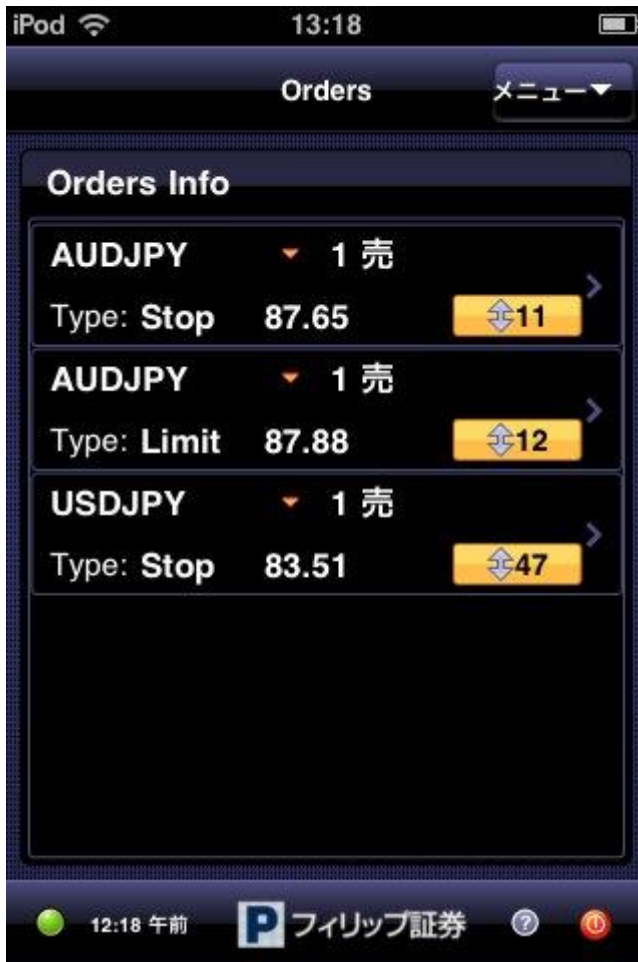 iPod 13:18
Orders メニュー▼
Orders Info
AUDJPY 1 売
Type: Stop 87.65 11
AUDJPY 1 売
Type: Limit 87.88 12
USDJPY 1 売
Type: Stop 83.51 47
12:18 午前 P フィリップ証券 ?